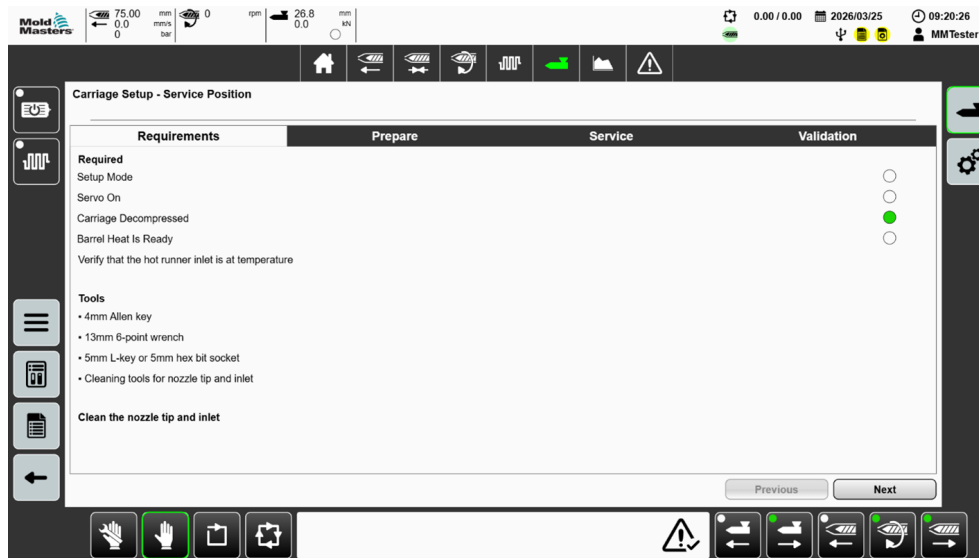 Mold Masters
75.00 mm
0.0 mm/s
0 bar
0 rpm
26.8 mm
0.0 kN
0.00 / 0.00
2026/03/25
09:20:26
MMTester
Carriage Setup - Service Position
Requirements
Prepare
Service
Validation
Required
Setup Mode
Servo On
Carriage Decompressed
Barrel Heat Is Ready
Verify that the hot runner inlet is at temperature
Tools
• 4mm Allen key
• 13mm 6-point wrench
• 5mm L-key or 5mm hex bit socket
• Cleaning tools for nozzle tip and inlet
Clean the nozzle tip and inlet
Previous
Next